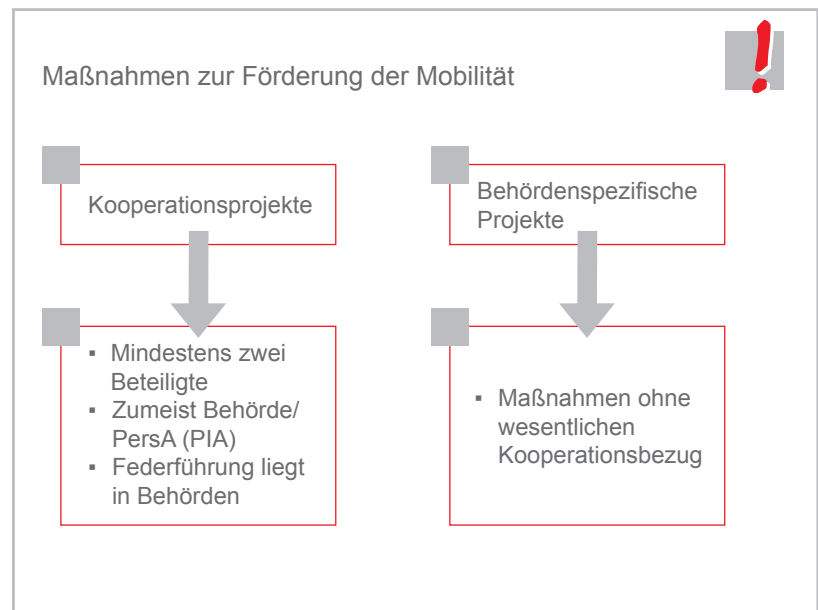 Maßnahmen zur Förderung der Mobilität
Kooperationsprojekte
▪ Mindestens zwei
Beteiligte
▪ Zumeist Behörde/
PersA (PIA)
▪ Federführung liegt
in Behörden
Behördenspezifische
Projekte
▪ Maßnahmen ohne
wesentlichen
Kooperationsbezug